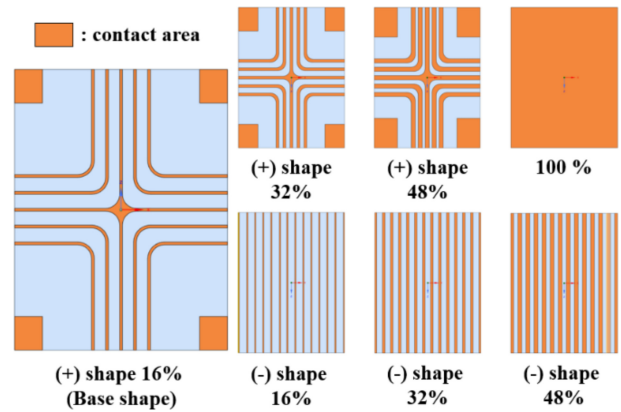 : contact area
(+) shape 16%
(Base shape)
(+) shape
32%
(+) shape
48%
100 %
(-) shape
16%
(-) shape
32%
(-) shape
48%